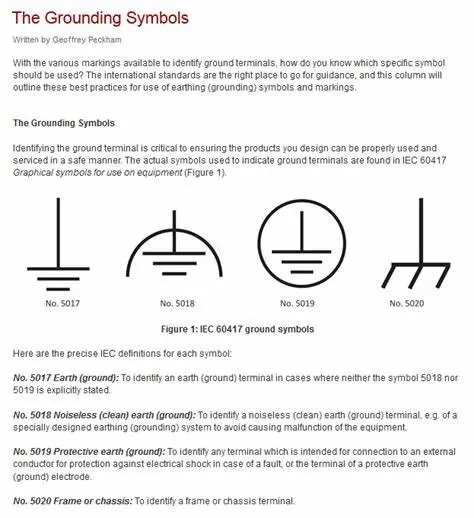 The Grounding Symbols
Written by Geoffrey Peckham
With the various markings available to identify ground terminals, how do you know which specific symbol
should be used? The international standards are the right place to go for guidance, and this column will
outline these best practices for use of earthing (grounding) symbols and markings.
The Grounding Symbols
Identifying the ground terminal is critical to ensuring the products you design can be properly used and
serviced in a safe manner. The actual symbols used to indicate ground terminals are found in IEC 60417
Graphical symbols for use on equipment (Figure 1).
No. 5017 No. 5018 No. 5019 No. 5020
Figure 1: IEC 60417 ground symbols
Here are the precise IEC definitions for each symbol:
No. 5017 Earth (ground): To identify an earth (ground) terminal in cases where neither the symbol 5018 nor
5019 is explicitly stated.
No. 5018 Noiseless (clean) earth (ground): To identify a noiseless (clean) earth (ground) terminal, e.g. of a
specially designed earthing (grounding) system to avoid causing malfunction of the equipment.
No. 5019 Protective earth (ground): To identify any terminal which is intended for connection to an external
conductor for protection against electrical shock in case of a fault, or the terminal of a protective earth
(ground) electrode.
No. 5020 Frame or chassis: To identify a frame or chassis terminal.